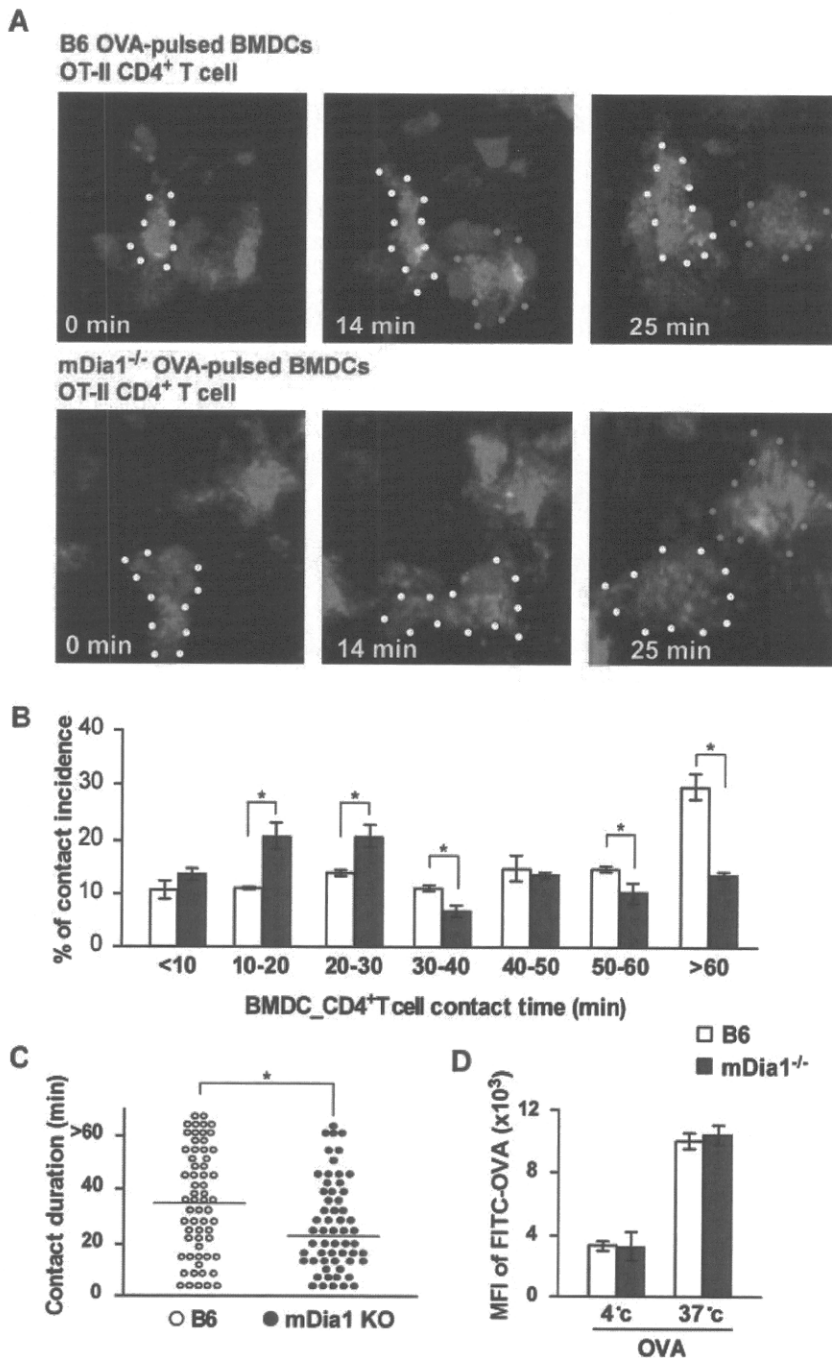 A
B6 OVA-pulsed BMDCs
OT-II CD4+ T cell
0 min
14 min
25 min
mDia1-/- OVA-pulsed BMDCs
OT-II CD4+ T cell
0 min
14 min
25 min
B
% of contact incidence
40
30
20
10
0
*
*
*
*
*
<10
10-20
20-30
30-40
40-50
50-60
>60
BMDC_CD4+Tcell contact time (min)
B6
mDia1-/-
C
Contact duration (min)
>60
40
20
0
*
B6
mDia1 KO
D
MFI of FITC-OVA (x10³)
12
8
4
0
4°c
37°c
OVA